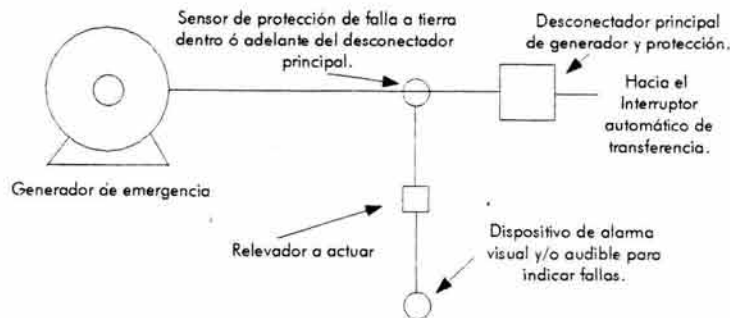 Sensor de protección de falla a tierra
dentro ó adelante del desconectador
principal.
Desconectador principal
de generador y protección.
Hacia el
Interruptor
automático de
transferencia.
Generador de emergencia
Relevador a actuar
Dispositivo de alarma
visual y/o audible para
indicar fallas.